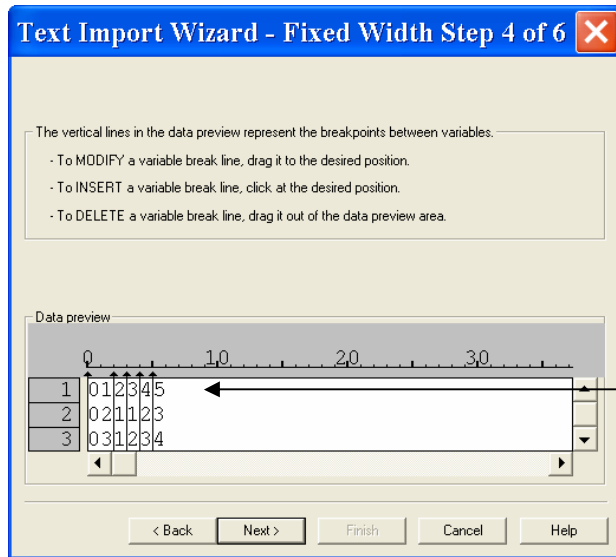 Text Import Wizard - Fixed Width Step 4 of 6
The vertical lines in the data preview represent the breakpoints between variables.
- To MODIFY a variable break line, drag it to the desired position.
- To INSERT a variable break line, click at the desired position.
- To DELETE a variable break line, drag it out of the data preview area.
Data preview
0 10 20 30
1 012345
2 021123
3 031234
< Back Next > Finish Cancel Help